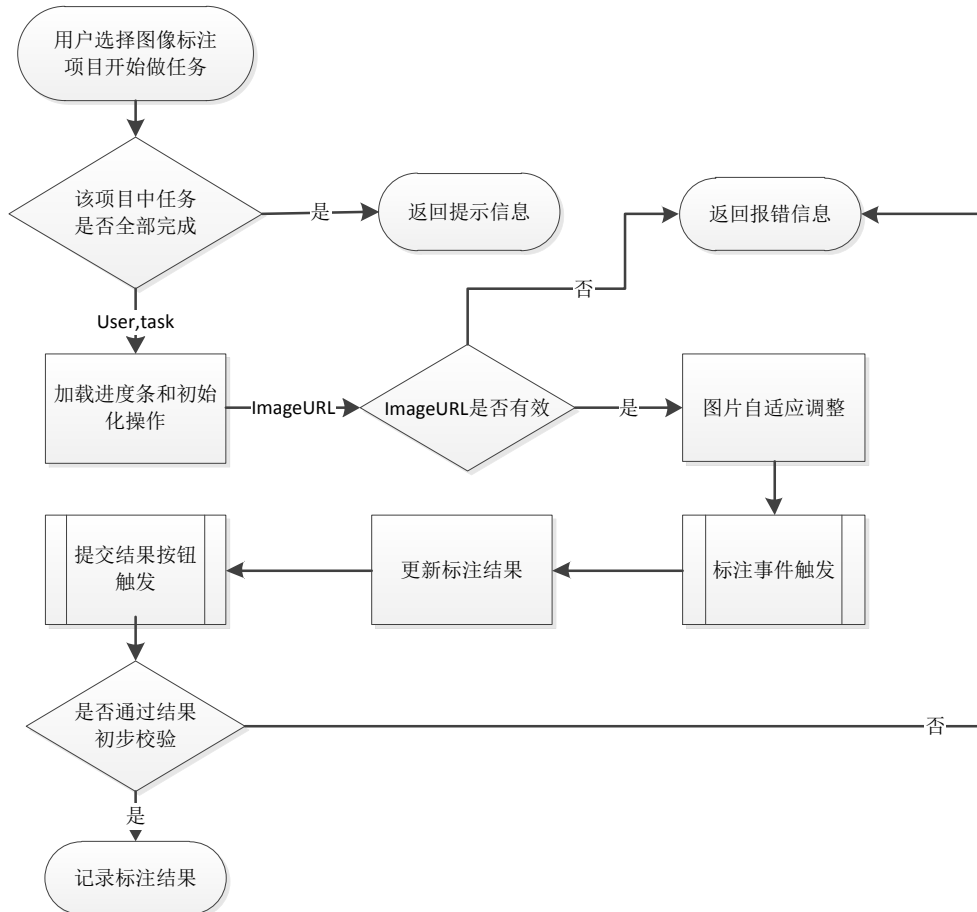 用户选择图像标注
项目开始做任务
该项目中任务
是否全部完成
是
返回提示信息
返回报错信息
否
User,task
加载进度条和初始
化操作
ImageURL
ImageURL是否有效
是
图片自适应调整
提交结果按钮
触发
更新标注结果
标注事件触发
是否通过结果
初步校验
否
是
记录标注结果